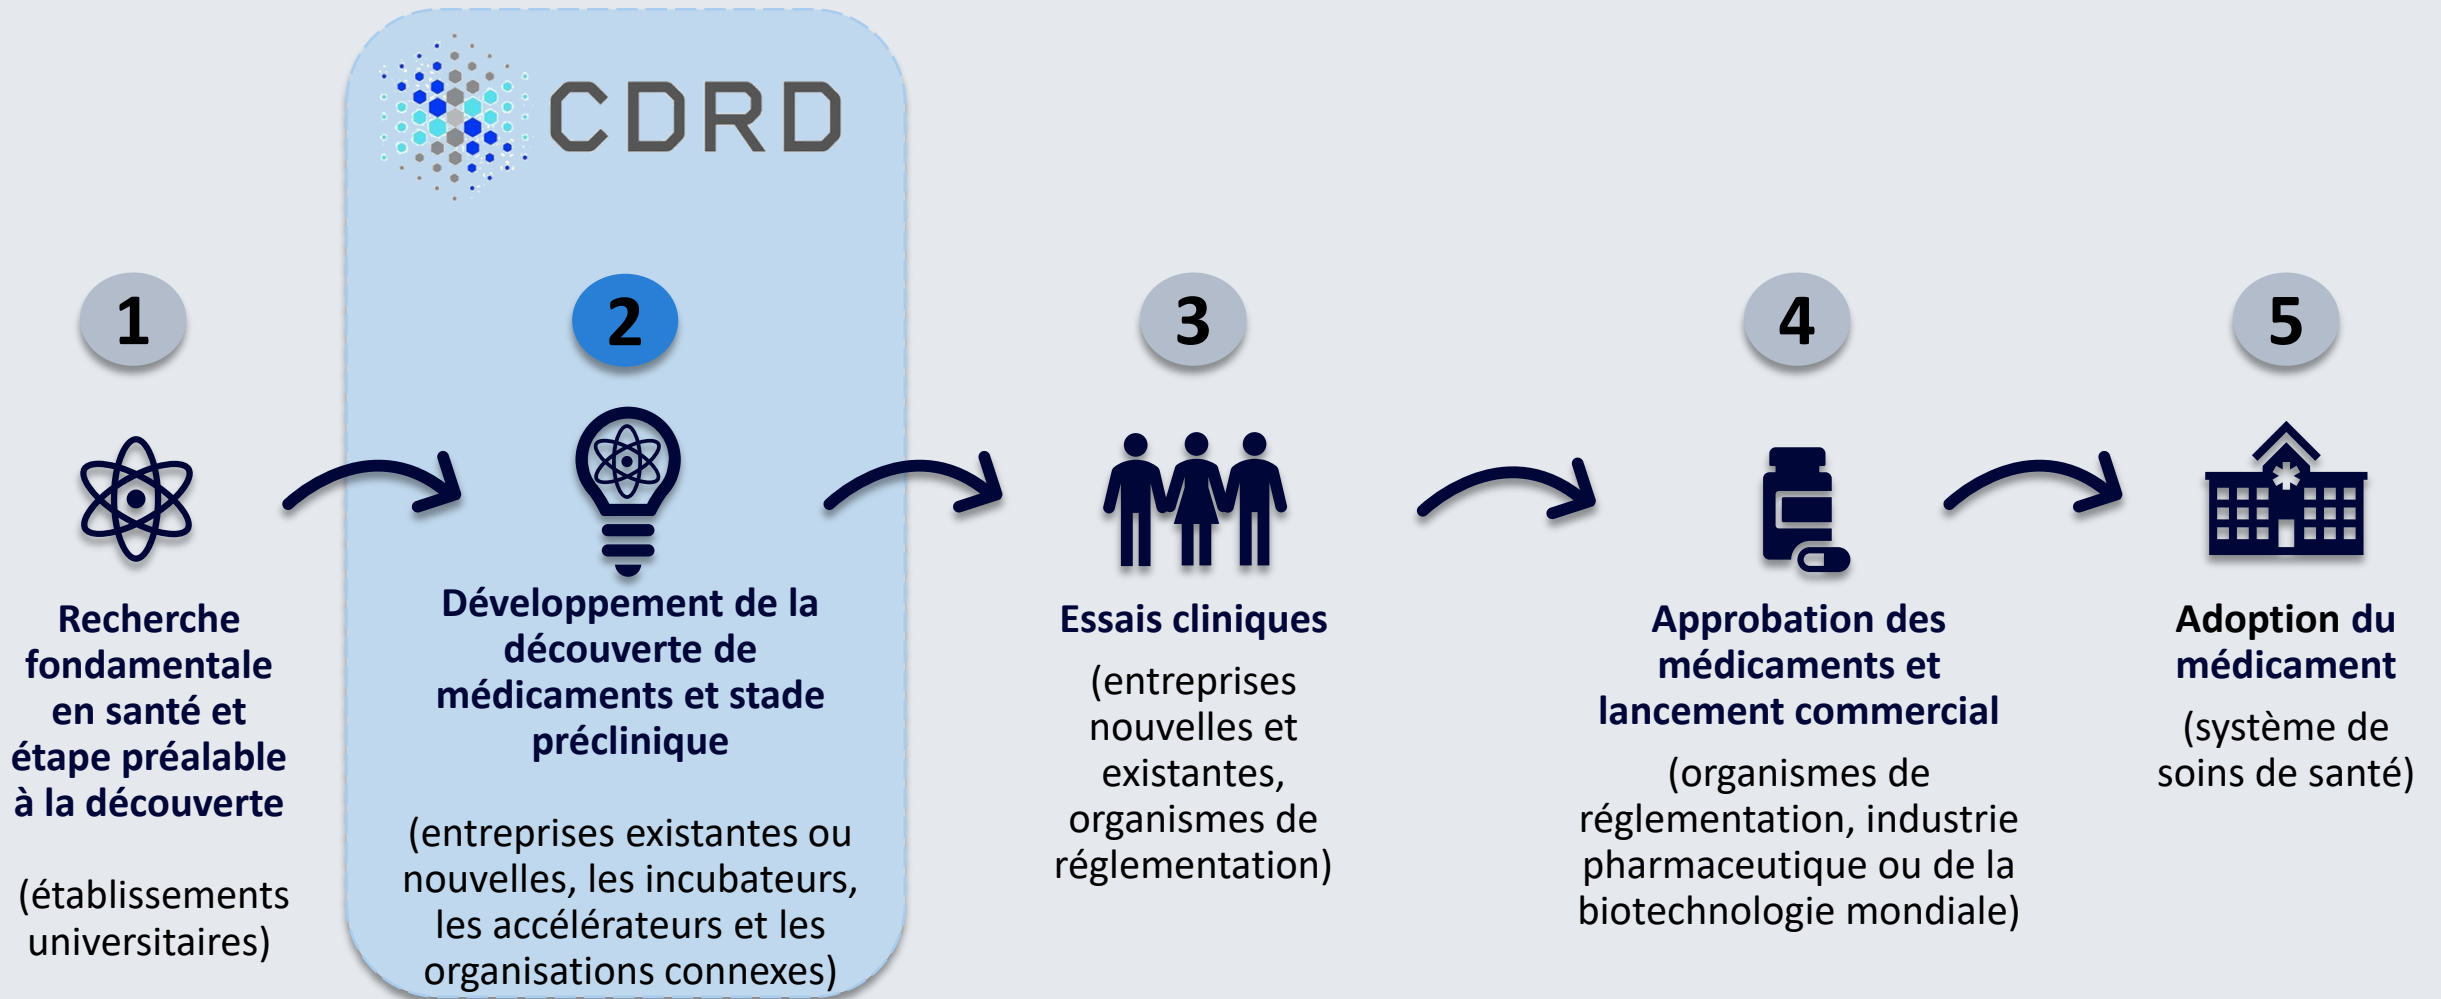 CDRD
1
Recherche
fondamentale
en santé et
étape préalable
à la découverte
(établissements
universitaires)
2
Développement de la
découverte de
médicaments et stade
préclinique
(entreprises existantes ou
nouvelles, les incubateurs,
les accélérateurs et les
organisations connexes)
3
Essais cliniques
(entreprises
nouvelles et
existantes,
organismes de
réglementation)
4
Approbation des
médicaments et
lancement commercial
(organismes de
réglementation, industrie
pharmaceutique ou de la
biotechnologie mondiale)
5
Adoption du
médicament
(système de
soins de santé)